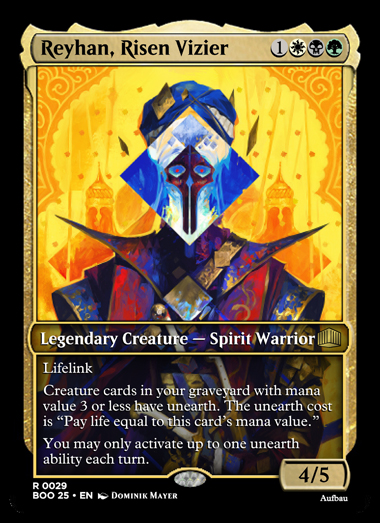 Reyhan, Risen Vizier 1
Legendary Creature — Spirit Warrior
Lifelink
Creature cards in your graveyard with mana
value 3 or less have unearth. The unearth cost
is “Pay life equal to this card’s mana value.”
You may only activate up to one unearth
ability each turn.
4/5
R 0029
BOO 25 • EN Dominik Mayer
Aufbau